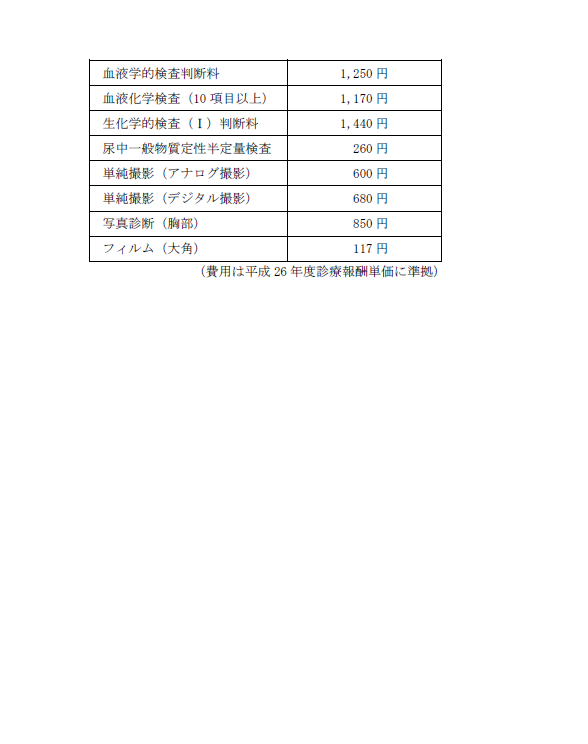 血液学的検査判断料 1,250 円
血液化学検査（10 項目以上） 1,170 円
生化学的検査（Ⅰ）判断料 1,440 円
尿中一般物質定性半定量検査 260 円
単純撮影（アナログ撮影） 600 円
単純撮影（デジタル撮影） 680 円
写真診断（胸部） 850 円
フィルム（大角） 117 円
（費用は平成 26 年度診療報酬単価に準拠）